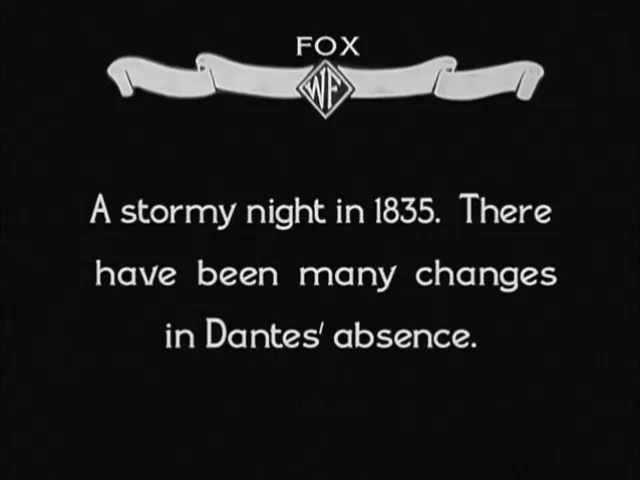 FOX
WF
A stormy night in 1835. There
have been many changes
in Dantes' absence.